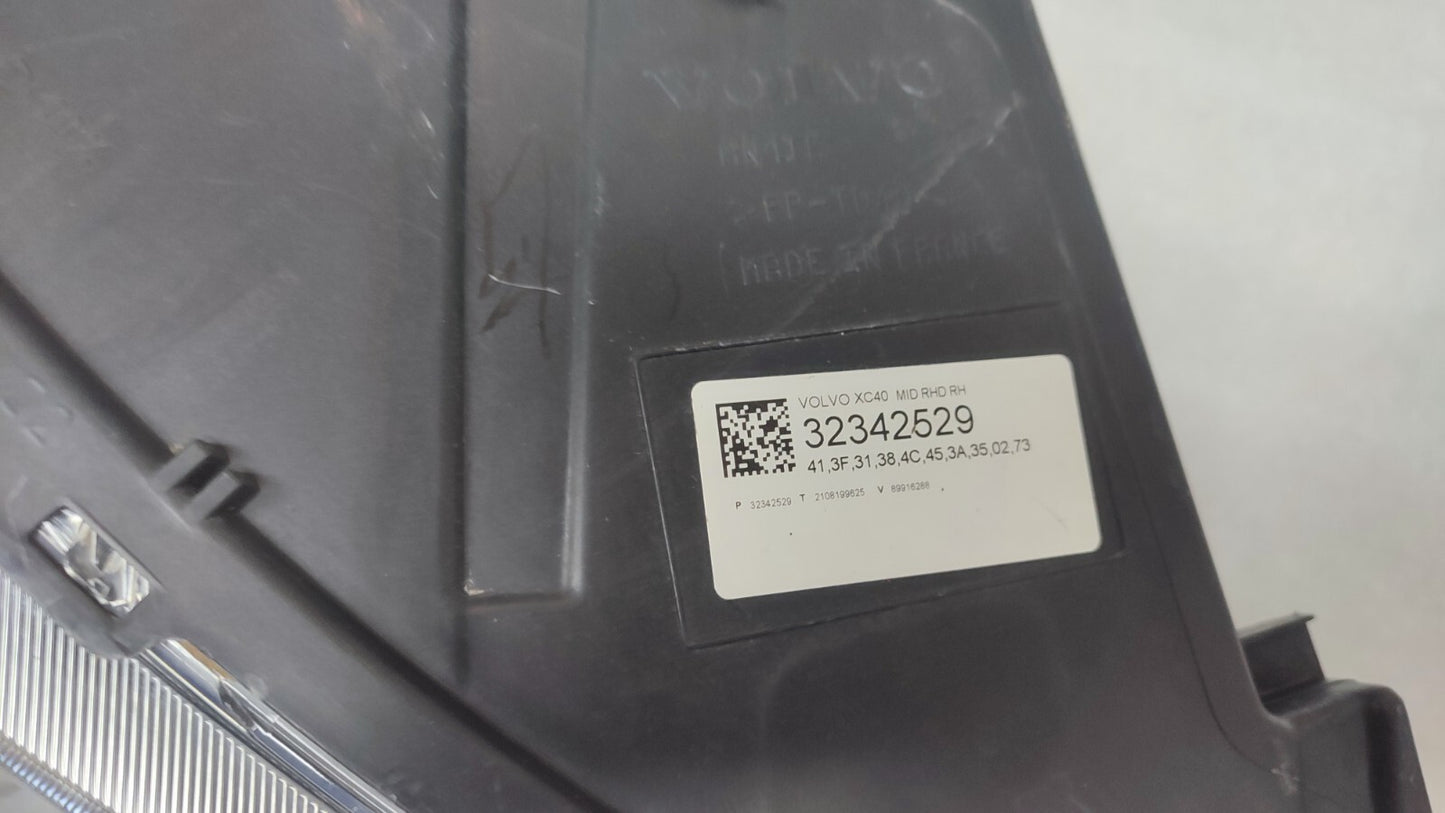 VOLVO
MADE IN FRANCE
VOLVO XC40 MID RHD RH
32342529
41,3F,31,38,4C,45,3A,35,02,73
P 32342529 T 2108199625 V 89916288